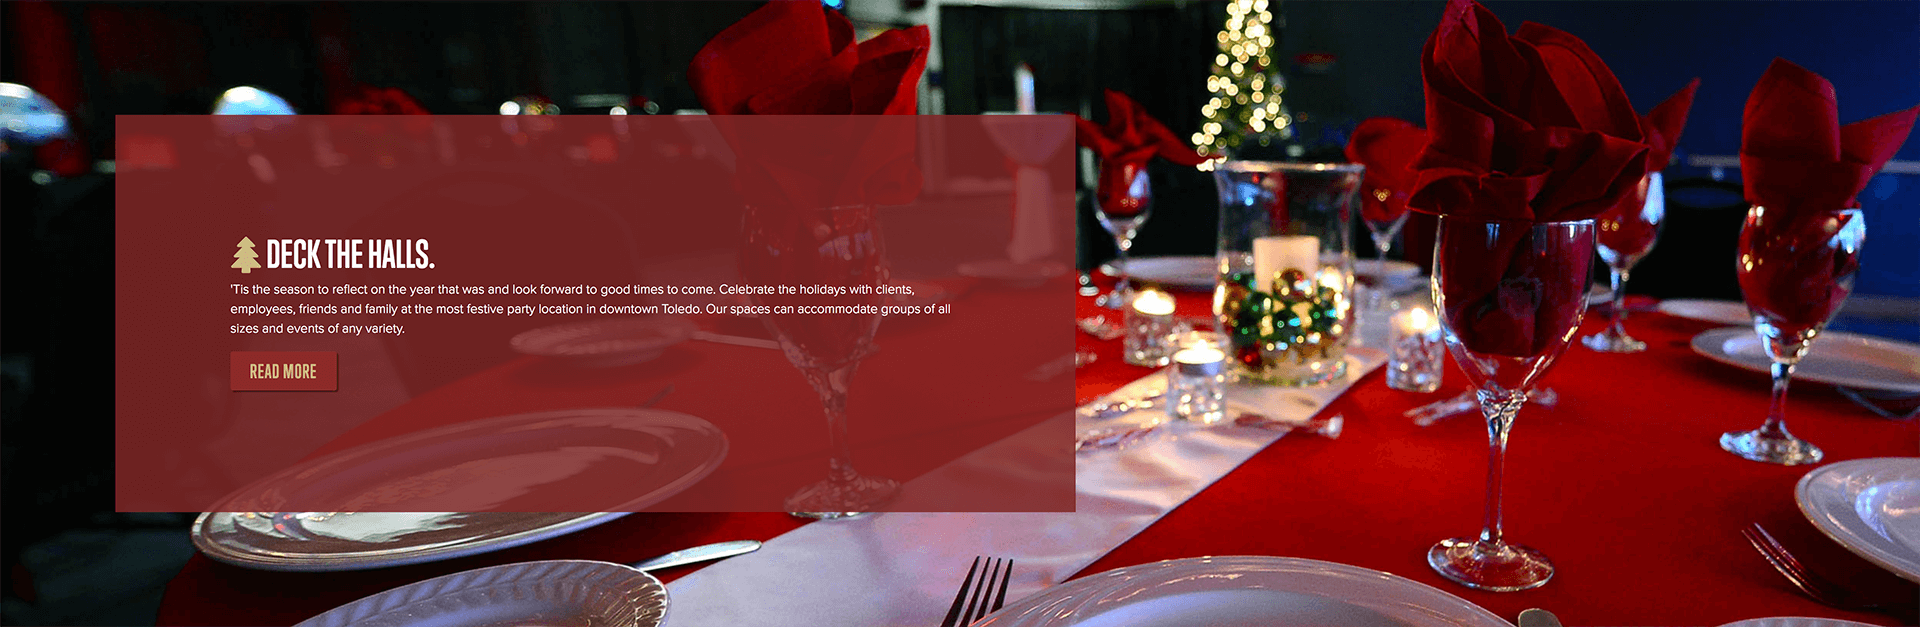 DECK THE HALLS.
'Tis the season to reflect on the year that was and look forward to good times to come. Celebrate the holidays with clients,
employees, friends and family at the most festive party location in downtown Toledo. Our spaces can accommodate groups of all
sizes and events of any variety.
READ MORE